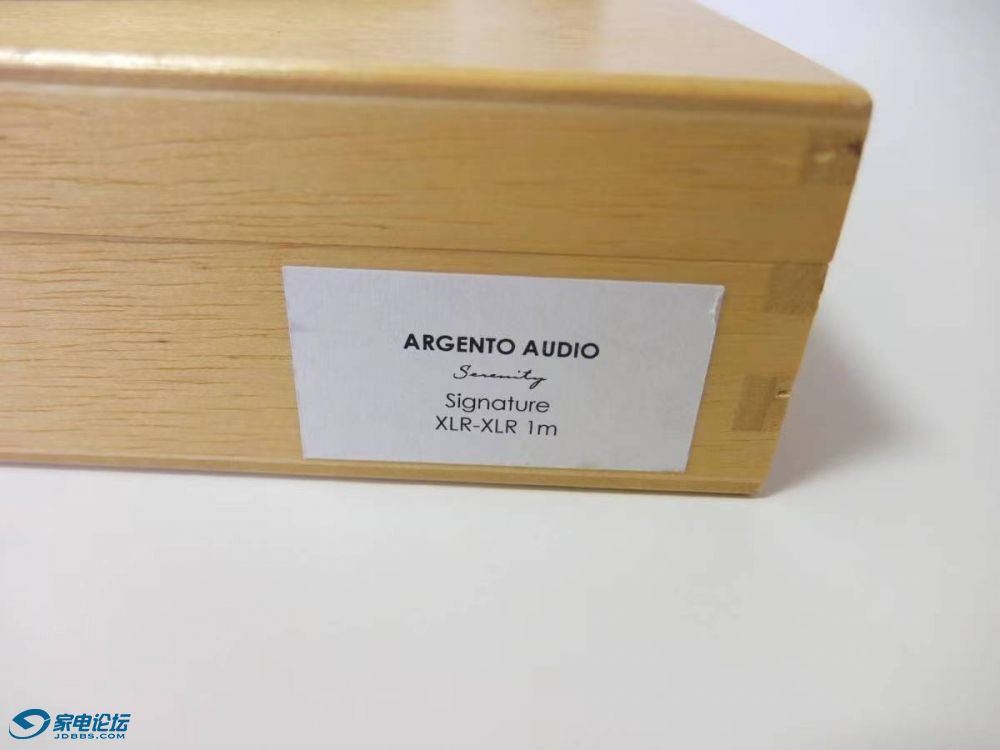 ARGENTO AUDIO
Serenity
Signature
XLR-XLR 1m
家电论坛
JDBBS.COM